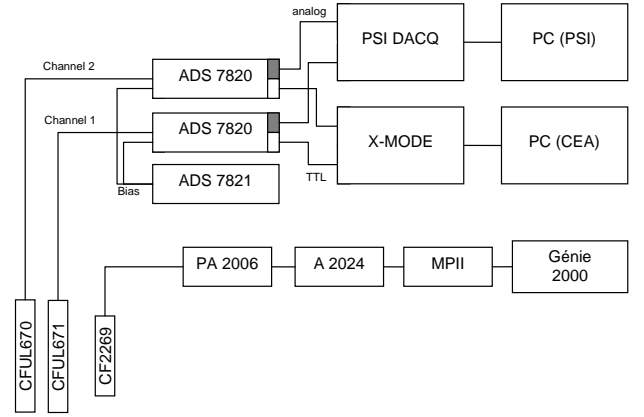 analog
PSI DACQ
PC (PSI)
Channel 2
ADS 7820
Channel 1
ADS 7820
X-MODE
PC (CEA)
ADS 7821
Bias
TTL
PA 2006
A 2024
MPII
Génie
2000
CFUL670
CFUL671
CF2269